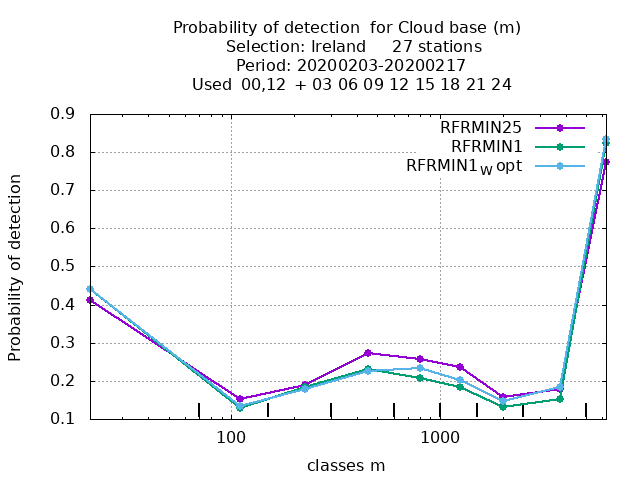 Probability of detection  for Cloud base (m)
Selection: Ireland     27 stations
Period: 20200203-20200217
Used  00,12  + 03 06 09 12 15 18 21 24
0.9
0.8
0.7
0.6
0.5
0.4
0.3
0.2
0.1
Probability of detection
RFRMIN25
RFRMIN1
RFRMIN1W opt
100
1000
classes m